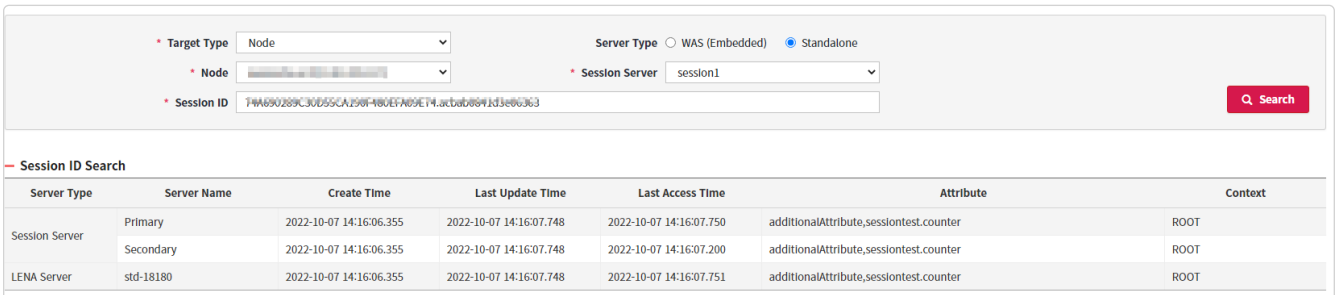 * Target Type Node Server Type WAS (Embedded) Standalone
* Node * Session Server session1
* Session ID
Search
Session ID Search
Server Type Server Name Create Time Last Update Time Last Access Time Attribute Context
Session Server Primary 2022-10-07 14:16:06.355 2022-10-07 14:16:07.748 2022-10-07 14:16:07.750 additionalAttribute,sessiontest.counter ROOT
Secondary 2022-10-07 14:16:06.355 2022-10-07 14:16:07.748 2022-10-07 14:16:07.200 additionalAttribute,sessiontest.counter ROOT
LENA Server std-18180 2022-10-07 14:16:06.355 2022-10-07 14:16:07.748 2022-10-07 14:16:07.751 additionalAttribute,sessiontest.counter ROOT